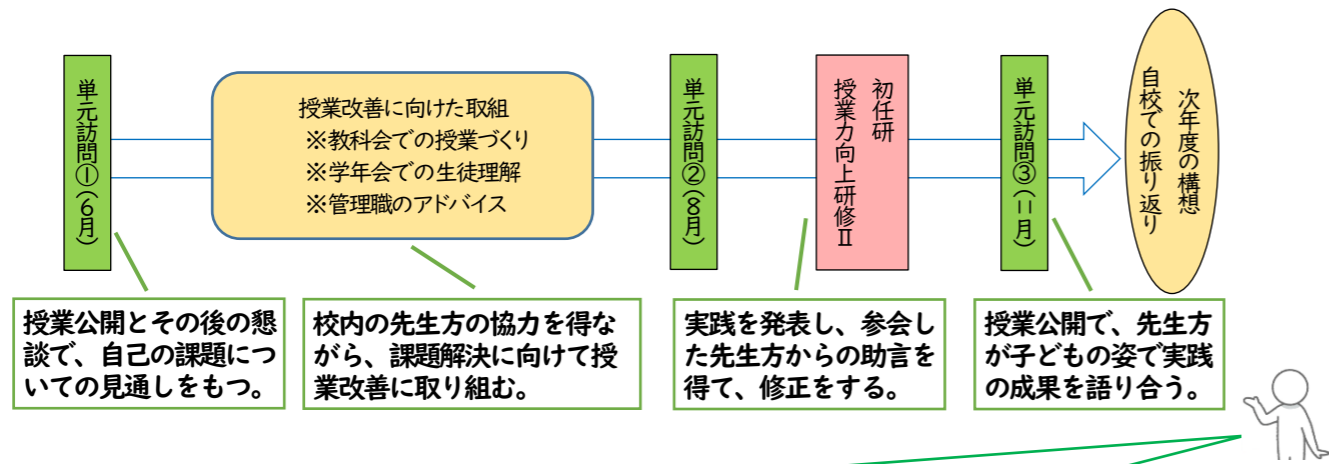 単元訪問①(6月)
授業改善に向けた取組
※教科会での授業づくり
※学年会での生徒理解
※管理職のアドバイス
単元訪問②(8月)
初任研
授業力向上研修Ⅱ
単元訪問③(11月)
次年度の構想
自校での振り返り
授業公開とその後の懇
談で、自己の課題につ
いての見通しをもつ。
校内の先生方の協力を得な
がら、課題解決に向けて授
業改善に取り組む。
実践を発表し、参会し
た先生方からの助言を
得て、修正をする。
授業公開で、先生方
が子どもの姿で実践
の成果を語り合う。